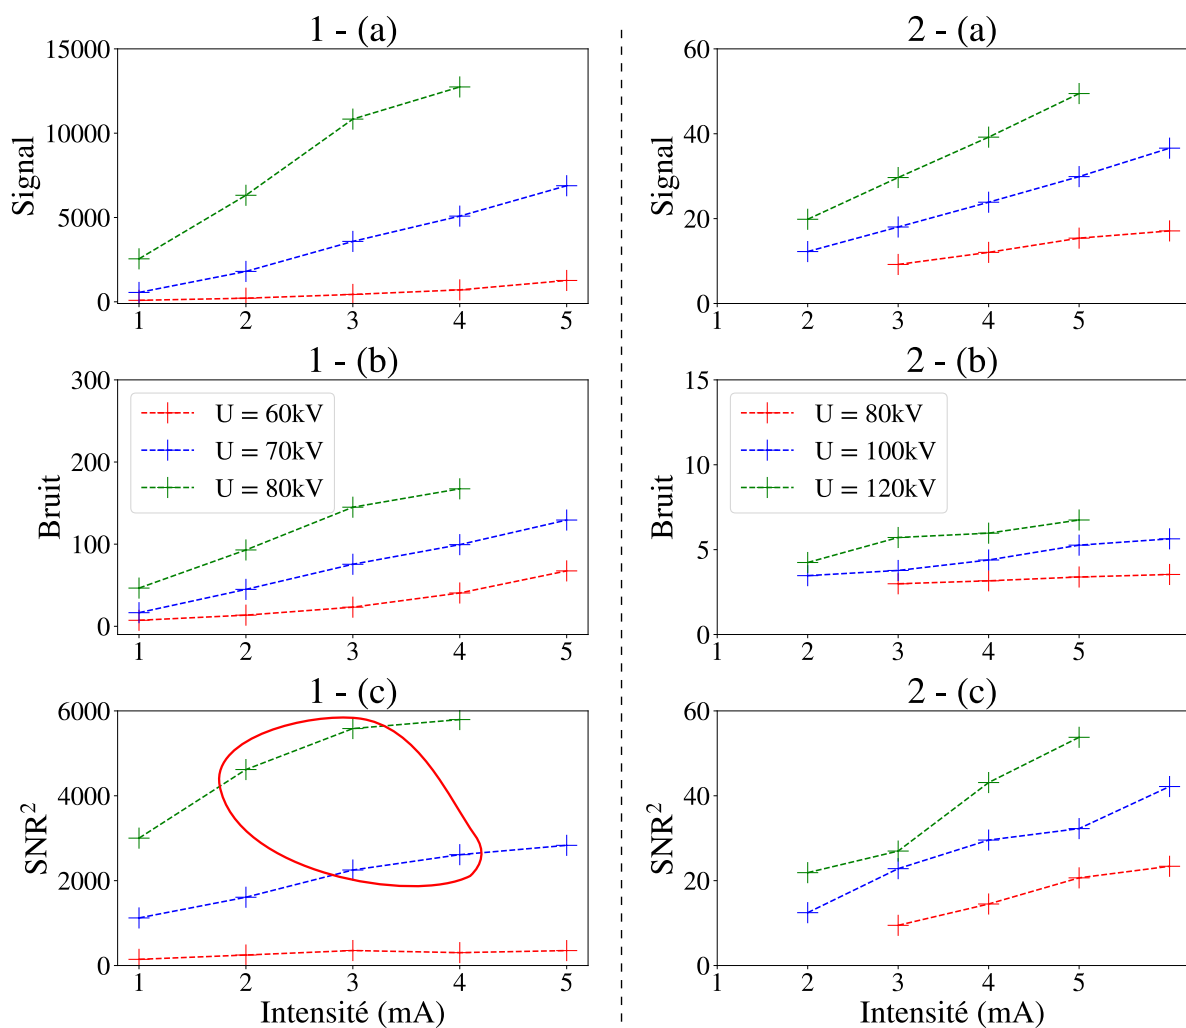 1 - (a)
15000
10000
5000
0
Signal
1 2 3 4 5
2 - (a)
60
40
20
0
Signal
1 2 3 4 5
1 - (b)
300
200
100
0
Bruit
U = 60kV
U = 70kV
U = 80kV
1 2 3 4 5
2 - (b)
15
10
5
0
Bruit
U = 80kV
U = 100kV
U = 120kV
1 2 3 4 5
1 - (c)
6000
4000
2000
0
SNR²
1 2 3 4 5
Intensité (mA)
2 - (c)
60
40
20
0
SNR²
1 2 3 4 5
Intensité (mA)